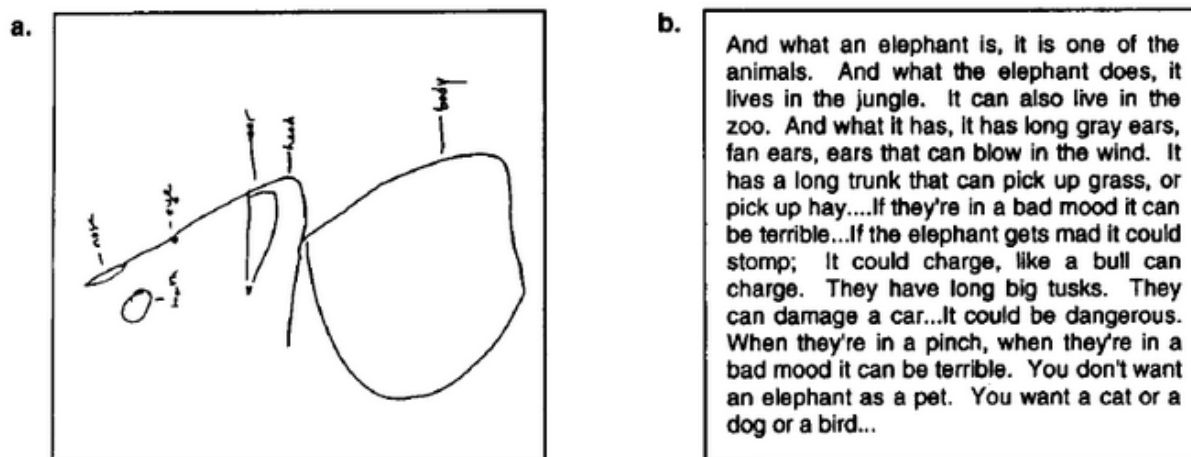 a.
body
ear
head
eye
b.
And what an elephant is, it is one of the
animals. And what the elephant does, it
lives in the jungle. It can also live in the
zoo. And what it has, it has long gray ears,
fan ears, ears that can blow in the wind. It
has a long trunk that can pick up grass, or
pick up hay....If they're in a bad mood it can
be terrible...If the elephant gets mad it could
stomp; It could charge, like a bull can
charge. They have long big tusks. They
can damage a car...It could be dangerous.
When they're in a pinch, when they're in a
bad mood it can be terrible. You don't want
an elephant as a pet. You want a cat or a
dog or a bird...